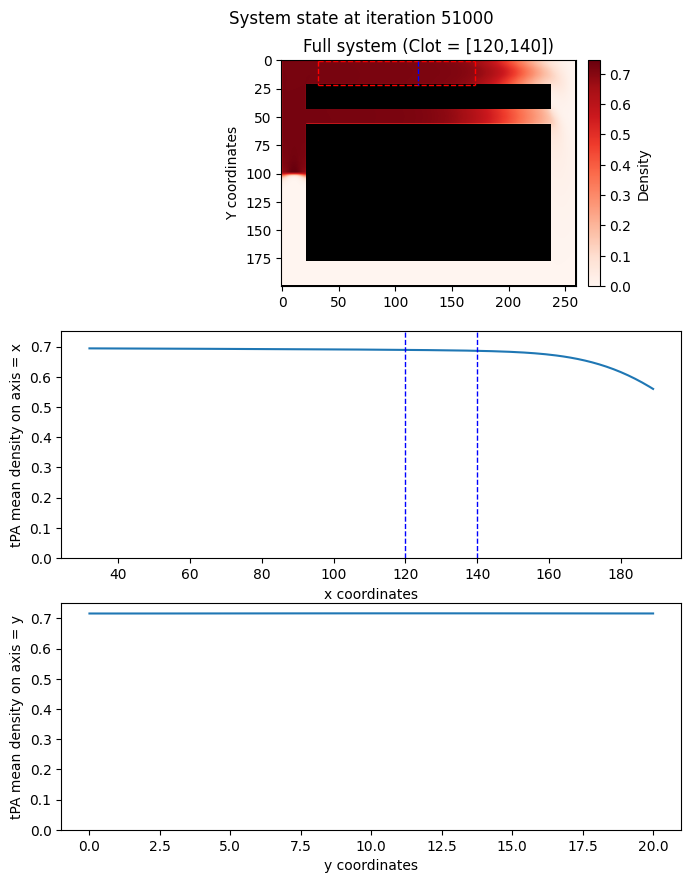 System state at iteration 51000
Full system (Clot = [120,140])
0
25
50
75
100
125
150
175
Y coordinates
0 50 100 150 200 250
0.7
0.6
0.5
0.4
0.3
0.2
0.1
0.0
Density
0.7
0.6
0.5
0.4
0.3
0.2
0.1
0.0
tPA mean density on axis = x
40 60 80 100 120 140 160 180
x coordinates
0.7
0.6
0.5
0.4
0.3
0.2
0.1
0.0
tPA mean density on axis = y
0.0 2.5 5.0 7.5 10.0 12.5 15.0 17.5 20.0
y coordinates